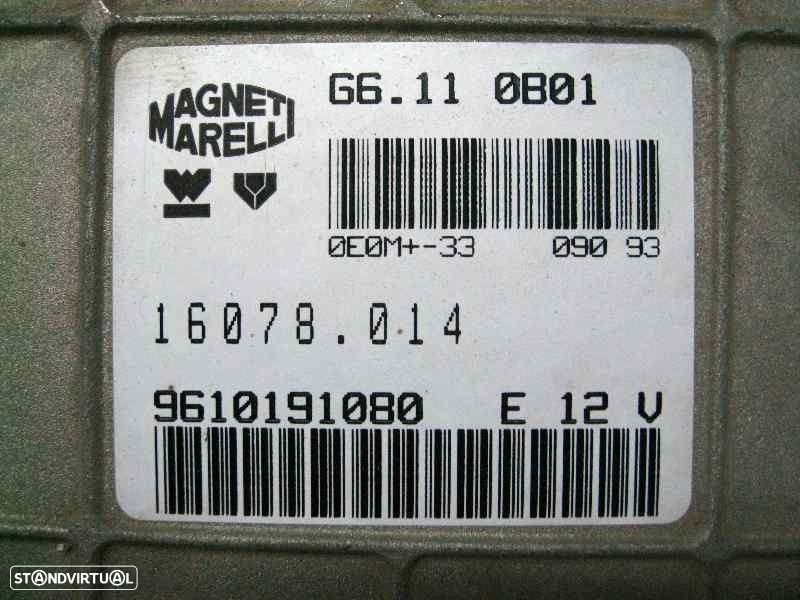 MAGNETI
MARELLI
G6.11 0B01
0E0M+-33 090 93
16078.014
9610191080 E 12 V
STANDVIRTUAL